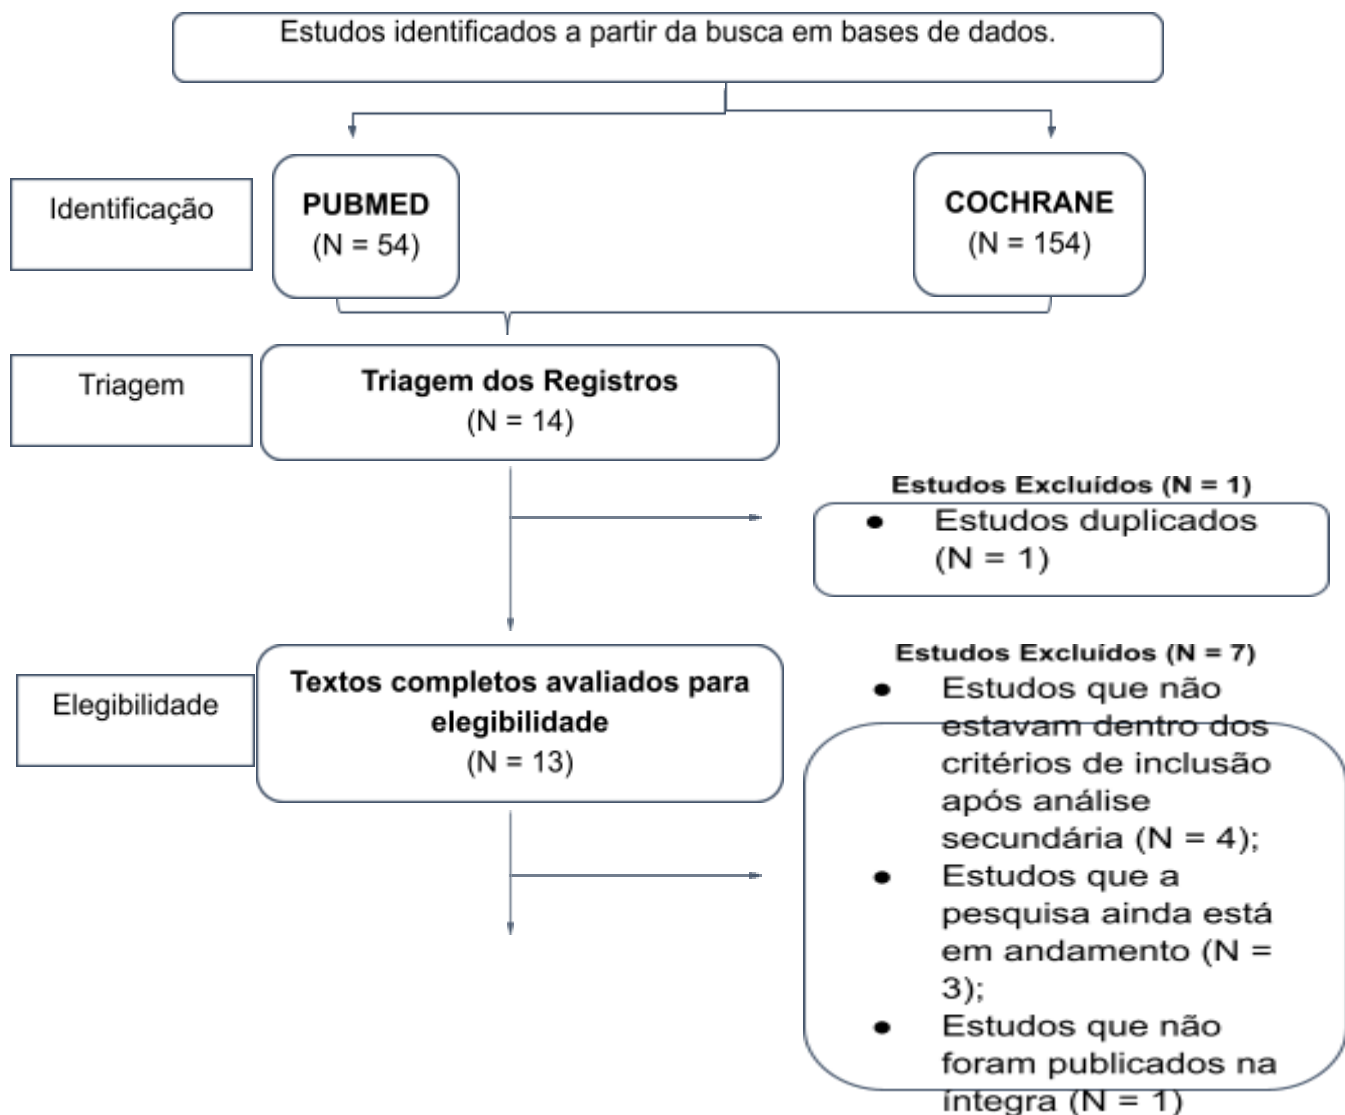 Estudos identificados a partir da busca em bases de dados.
Identificação
PUBMED
(N = 54)
COCHRANE
(N = 154)
Triagem
Triagem dos Registros
(N = 14)
Estudos Excluídos (N = 1)
● Estudos duplicados
(N = 1)
Elegibilidade
Textos completos avaliados para
elegibilidade
(N = 13)
Estudos Excluídos (N = 7)
● Estudos que não
estavam dentro dos
critérios de inclusão
após análise
secundária (N = 4);
● Estudos que a
pesquisa ainda está
em andamento (N =
3);
● Estudos que não
foram publicados na
íntegra (N = 1)